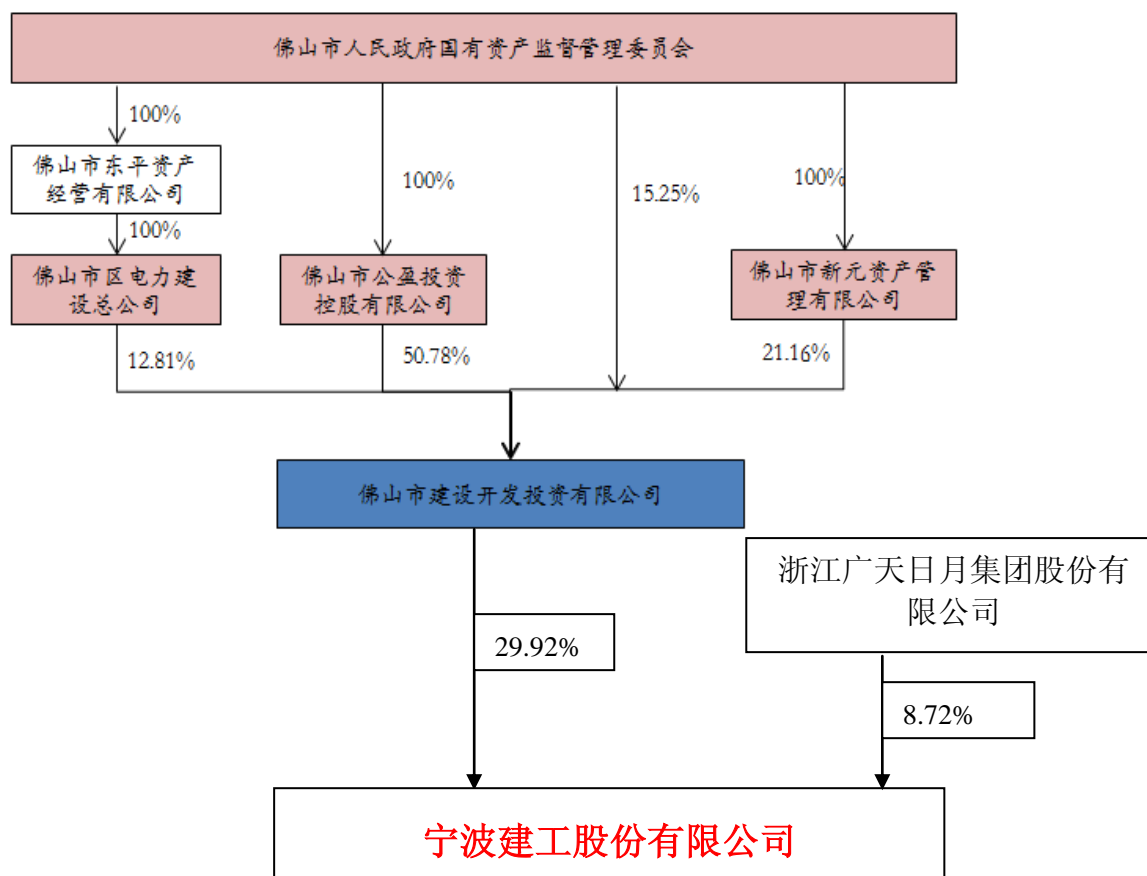 佛山市人民政府国有资产监督管理委员会
100%
佛山市东平资产
经营有限公司
100%
100%
15.25%
100%
佛山市区电力建
设总公司
佛山市公盈投资
控股有限公司
佛山市新元资产管
理有限公司
12.81%
50.78%
21.16%
佛山市建设开发投资有限公司
浙江广天日月集团股份有
限公司
29.92%
8.72%
宁波建工股份有限公司